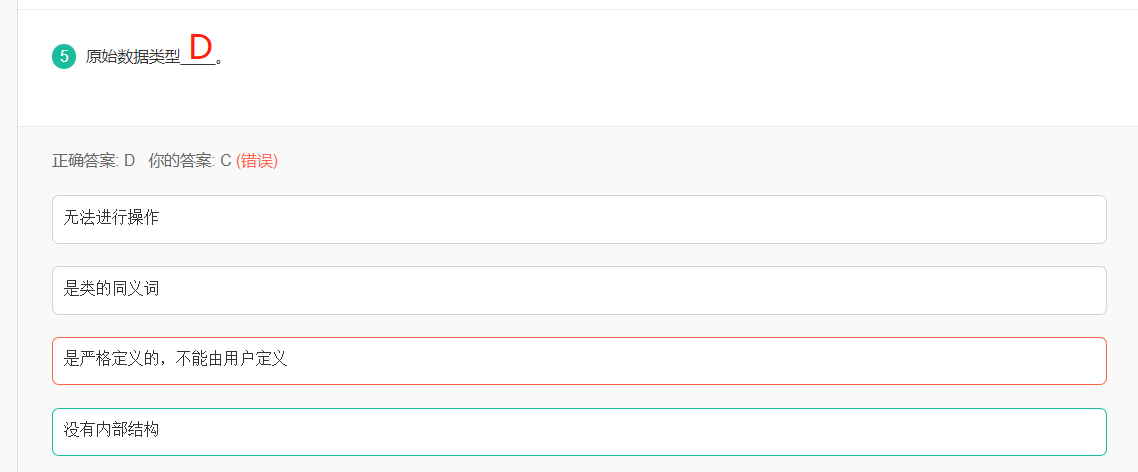 5 原始数据类型 D 。
正确答案: D 你的答案: C (错误)
无法进行操作
是类的同义词
是严格定义的，不能由用户定义
没有内部结构